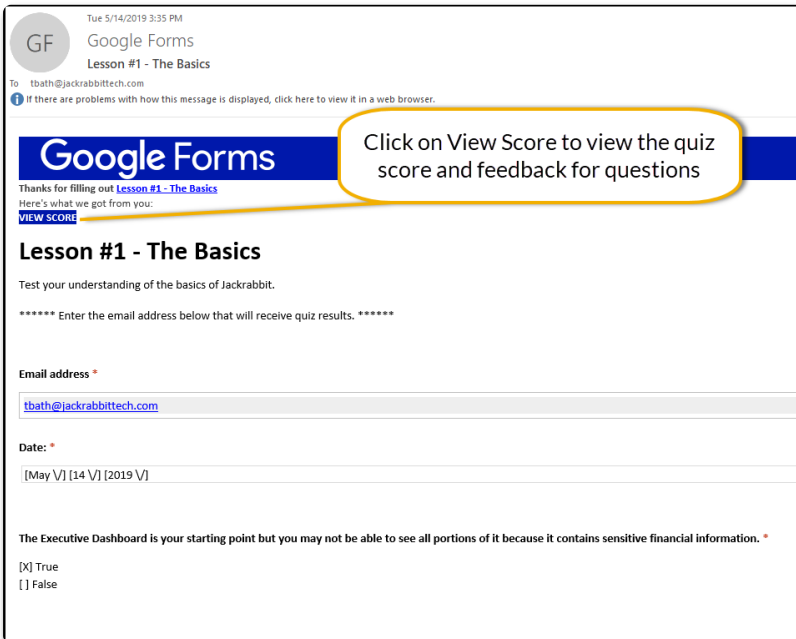 GF
Tue 5/14/2019 3:35 PM
Google Forms
Lesson #1 - The Basics
To tbath@jackrabbittech.com
If there are problems with how this message is displayed, click here to view it in a web browser.
Click on View Score to view the quiz
score and feedback for questions
Google Forms
Thanks for filling out Lesson #1 - The Basics
Here's what we got from you:
VIEW SCORE
Lesson #1 - The Basics
Test your understanding of the basics of Jackrabbit.
****** Enter the email address below that will receive quiz results. ******
Email address *
tbath@jackrabbittech.com
Date: *
[May \/] [14 \/] [2019 \/]
The Executive Dashboard is your starting point but you may not be able to see all portions of it because it contains sensitive financial information. *
[X] True
[ ] False